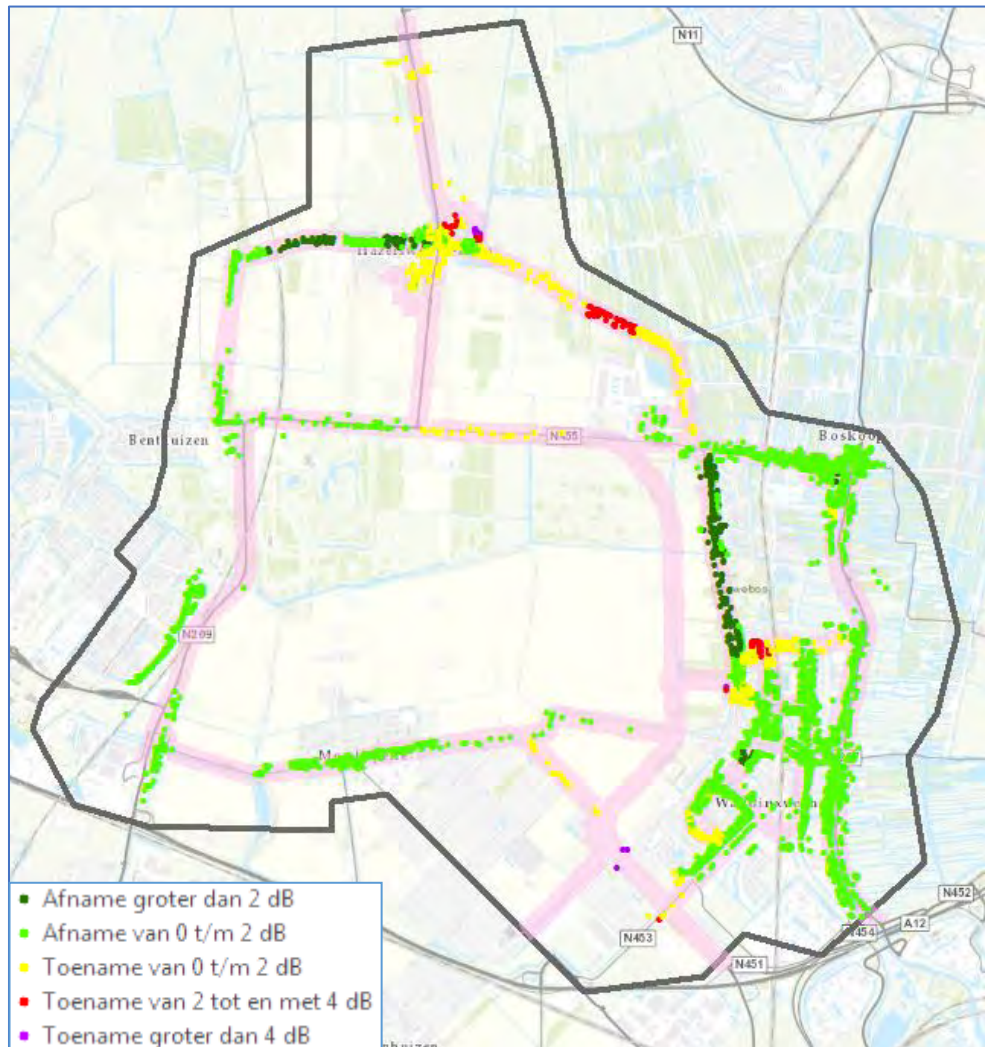 N11
Benthuizen
N455
Boskoop
N209
N453
N451
N454
A12
N452
Afname groter dan 2 dB
Afname van 0 t/m 2 dB
Toename van 0 t/m 2 dB
Toename van 2 tot en met 4 dB
Toename groter dan 4 dB